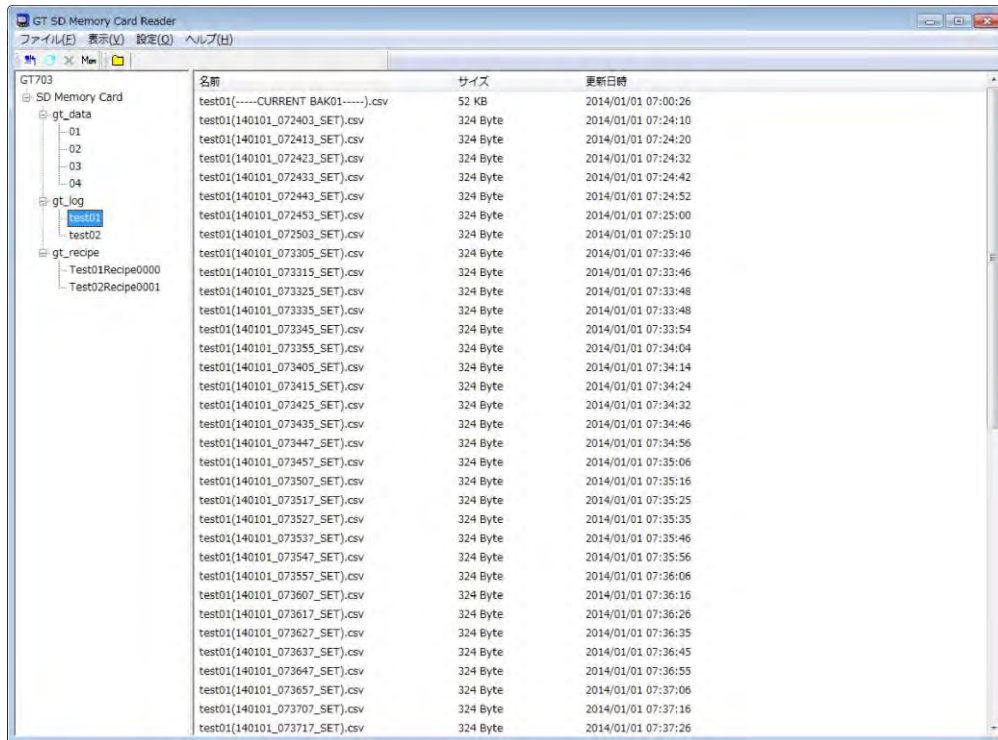 GT SD Memory Card Reader
ファイル(F) 表示(V) 設定(O) ヘルプ(H)
GT703
SD Memory Card
gt_data
01
02
03
04
gt_log
test01
test02
gt_recipe
Test01Recipe0000
Test02Recipe0001
名前 サイズ 更新日時
test01(-----CURRENT BAK01-----).csv 52 KB 2014/01/01 07:00:26
test01(140101_072403_SET).csv 324 Byte 2014/01/01 07:24:10
test01(140101_072413_SET).csv 324 Byte 2014/01/01 07:24:20
test01(140101_072423_SET).csv 324 Byte 2014/01/01 07:24:32
test01(140101_072433_SET).csv 324 Byte 2014/01/01 07:24:42
test01(140101_072443_SET).csv 324 Byte 2014/01/01 07:24:52
test01(140101_072453_SET).csv 324 Byte 2014/01/01 07:25:00
test01(140101_072503_SET).csv 324 Byte 2014/01/01 07:25:10
test01(140101_073305_SET).csv 324 Byte 2014/01/01 07:33:46
test01(140101_073315_SET).csv 324 Byte 2014/01/01 07:33:46
test01(140101_073325_SET).csv 324 Byte 2014/01/01 07:33:48
test01(140101_073335_SET).csv 324 Byte 2014/01/01 07:33:48
test01(140101_073345_SET).csv 324 Byte 2014/01/01 07:33:54
test01(140101_073355_SET).csv 324 Byte 2014/01/01 07:34:04
test01(140101_073405_SET).csv 324 Byte 2014/01/01 07:34:14
test01(140101_073415_SET).csv 324 Byte 2014/01/01 07:34:24
test01(140101_073425_SET).csv 324 Byte 2014/01/01 07:34:32
test01(140101_073435_SET).csv 324 Byte 2014/01/01 07:34:46
test01(140101_073447_SET).csv 324 Byte 2014/01/01 07:34:56
test01(140101_073457_SET).csv 324 Byte 2014/01/01 07:35:06
test01(140101_073507_SET).csv 324 Byte 2014/01/01 07:35:16
test01(140101_073517_SET).csv 324 Byte 2014/01/01 07:35:25
test01(140101_073527_SET).csv 324 Byte 2014/01/01 07:35:35
test01(140101_073537_SET).csv 324 Byte 2014/01/01 07:35:46
test01(140101_073547_SET).csv 324 Byte 2014/01/01 07:35:56
test01(140101_073557_SET).csv 324 Byte 2014/01/01 07:36:06
test01(140101_073607_SET).csv 324 Byte 2014/01/01 07:36:16
test01(140101_073617_SET).csv 324 Byte 2014/01/01 07:36:26
test01(140101_073627_SET).csv 324 Byte 2014/01/01 07:36:35
test01(140101_073637_SET).csv 324 Byte 2014/01/01 07:36:45
test01(140101_073647_SET).csv 324 Byte 2014/01/01 07:36:55
test01(140101_073657_SET).csv 324 Byte 2014/01/01 07:37:06
test01(140101_073707_SET).csv 324 Byte 2014/01/01 07:37:16
test01(140101_073717_SET).csv 324 Byte 2014/01/01 07:37:26